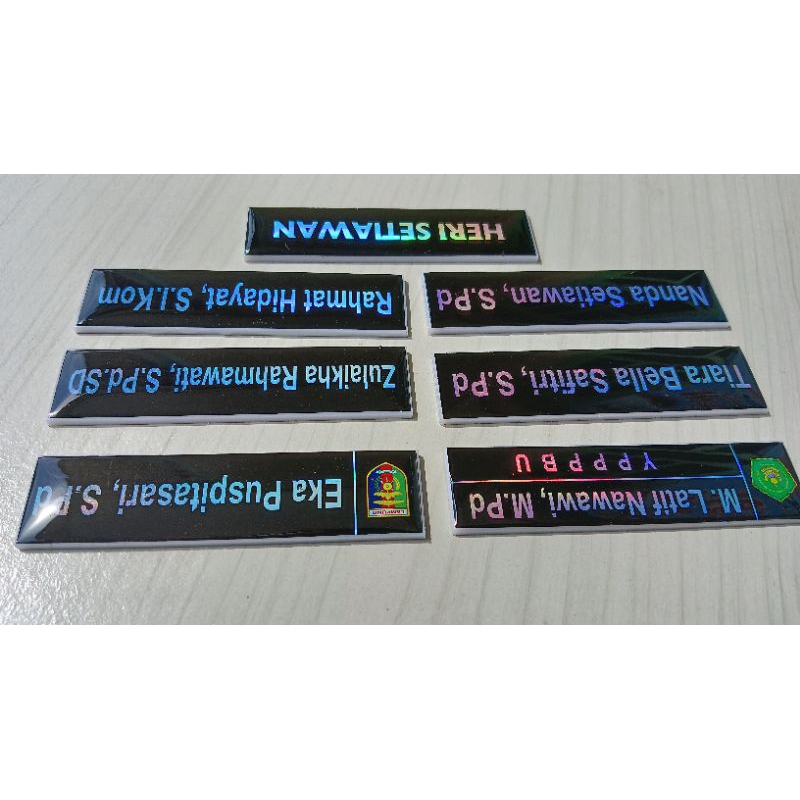 HERI SETIAWAN
Rahmat Hidayat, S.I.Kom
Nanda Setiawan, S.Pd
Zulaikha Rahmawati, S.Pd.SD
Tiara Bella Safitri, S.Pd
Eka Puspitasari, S.Pd
LAMPUNG
M. Latif Nawawi, M.Pd
Y P P P B U